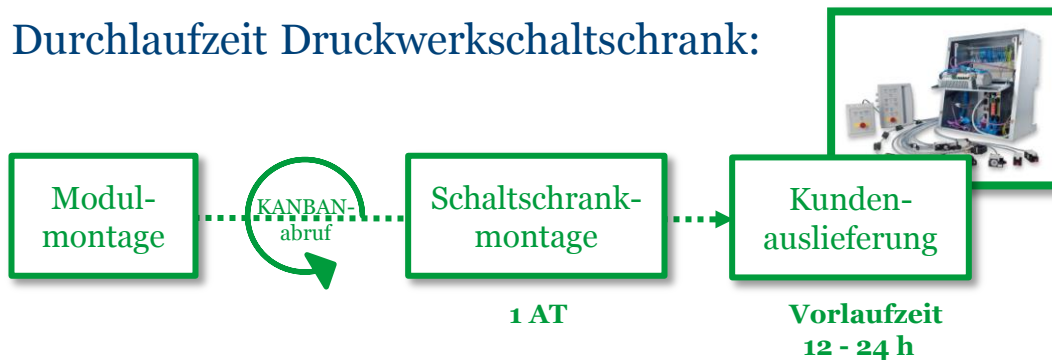 Durchlaufzeit Druckwerkschaltschrank:
Modul-
montage
KANBAN-
abruf
Schaltschrank-
montage
Kunden-
auslieferung
1 AT
Vorlaufzeit
12 - 24 h